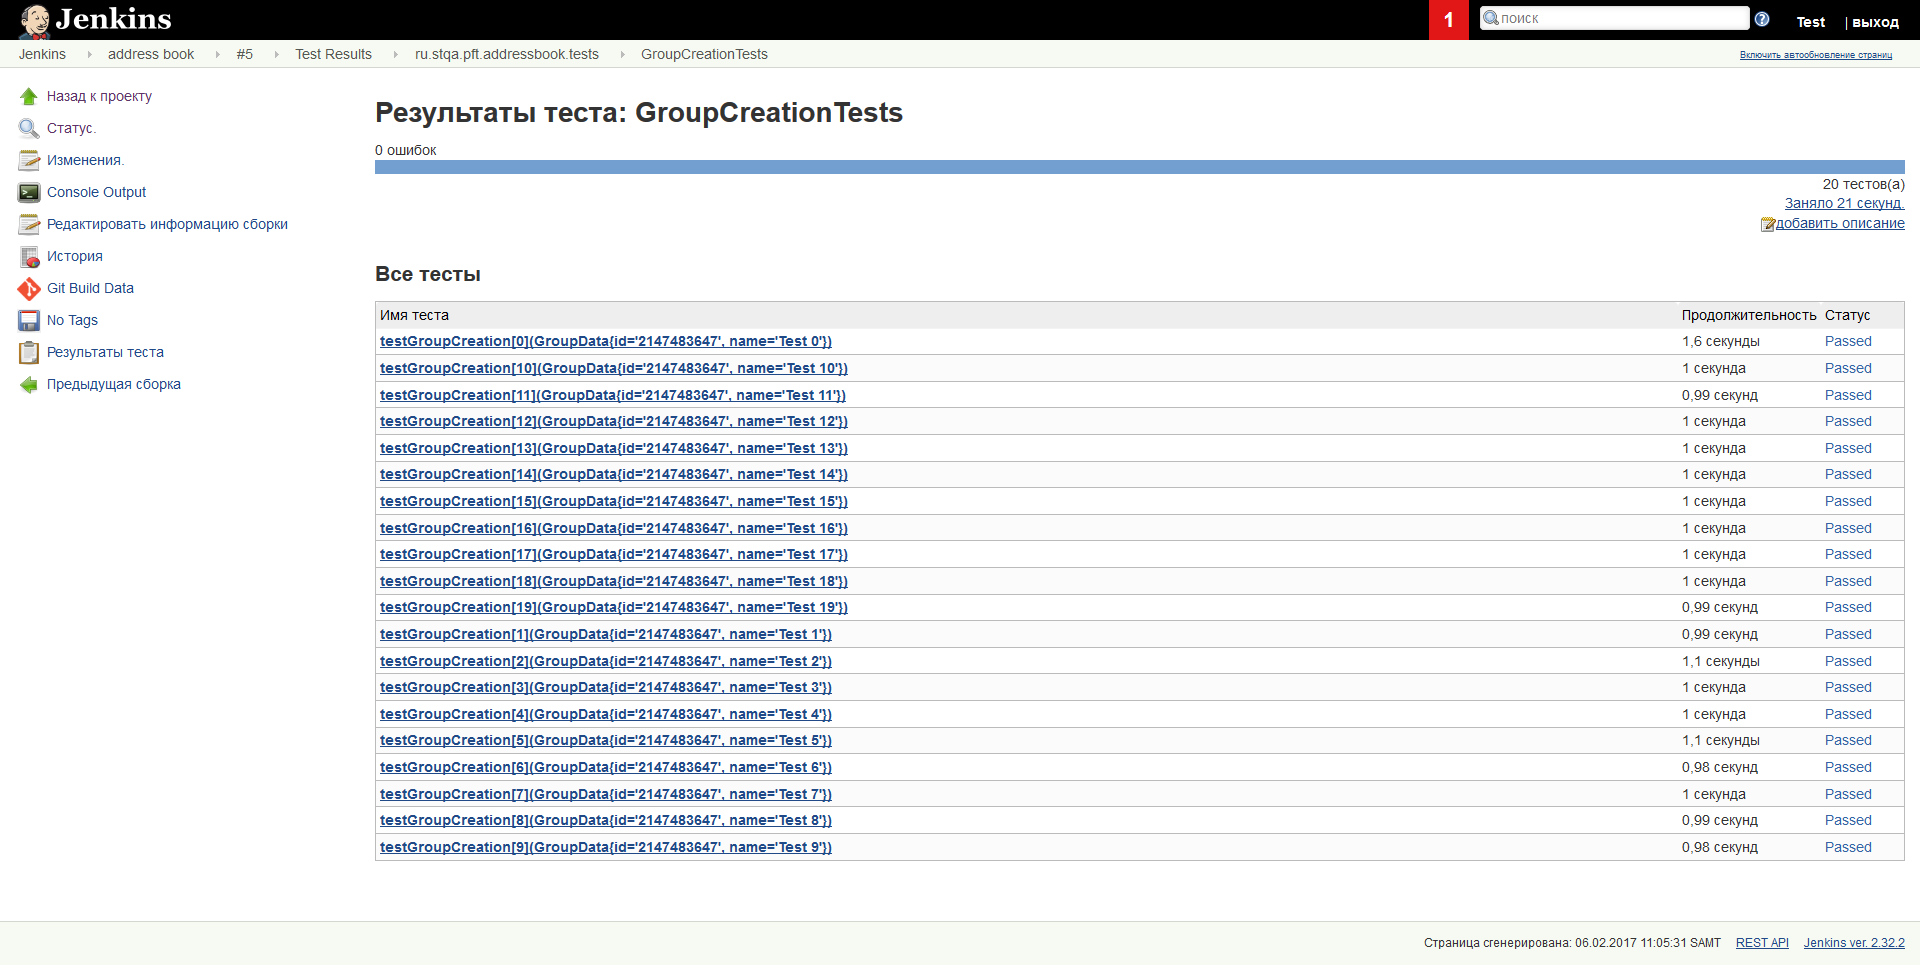 Jenkins
1
поиск
Test
| выход
Jenkins
address book
#5
Test Results
ru.stqa.pft.addressbook.tests
GroupCreationTests
Включить автообновление страниц
Назад к проекту
Статус.
Изменения.
Console Output
Редактировать информацию сборки
История
Git Build Data
No Tags
Результаты теста
Предыдущая сборка
Результаты теста: GroupCreationTests
0 ошибок
20 тестов(а)
Заняло 21 секунд.
добавить описание
Все тесты
Имя теста Продолжительность Статус
testGroupCreation[0](GroupData{id='2147483647', name='Test 0'}) 1,6 секунды Passed
testGroupCreation[10](GroupData{id='2147483647', name='Test 10'}) 1 секунда Passed
testGroupCreation[11](GroupData{id='2147483647', name='Test 11'}) 0,99 секунд Passed
testGroupCreation[12](GroupData{id='2147483647', name='Test 12'}) 1 секунда Passed
testGroupCreation[13](GroupData{id='2147483647', name='Test 13'}) 1 секунда Passed
testGroupCreation[14](GroupData{id='2147483647', name='Test 14'}) 1 секунда Passed
testGroupCreation[15](GroupData{id='2147483647', name='Test 15'}) 1 секунда Passed
testGroupCreation[16](GroupData{id='2147483647', name='Test 16'}) 1 секунда Passed
testGroupCreation[17](GroupData{id='2147483647', name='Test 17'}) 1 секунда Passed
testGroupCreation[18](GroupData{id='2147483647', name='Test 18'}) 1 секунда Passed
testGroupCreation[19](GroupData{id='2147483647', name='Test 19'}) 0,99 секунд Passed
testGroupCreation[1](GroupData{id='2147483647', name='Test 1'}) 0,99 секунд Passed
testGroupCreation[2](GroupData{id='2147483647', name='Test 2'}) 1,1 секунды Passed
testGroupCreation[3](GroupData{id='2147483647', name='Test 3'}) 1 секунда Passed
testGroupCreation[4](GroupData{id='2147483647', name='Test 4'}) 1 секунда Passed
testGroupCreation[5](GroupData{id='2147483647', name='Test 5'}) 1,1 секунды Passed
testGroupCreation[6](GroupData{id='2147483647', name='Test 6'}) 0,98 секунд Passed
testGroupCreation[7](GroupData{id='2147483647', name='Test 7'}) 1 секунда Passed
testGroupCreation[8](GroupData{id='2147483647', name='Test 8'}) 0,99 секунд Passed
testGroupCreation[9](GroupData{id='2147483647', name='Test 9'}) 0,98 секунд Passed
Страница сгенерирована: 06.02.2017 11:05:31 SAMT REST API Jenkins ver. 2.32.2